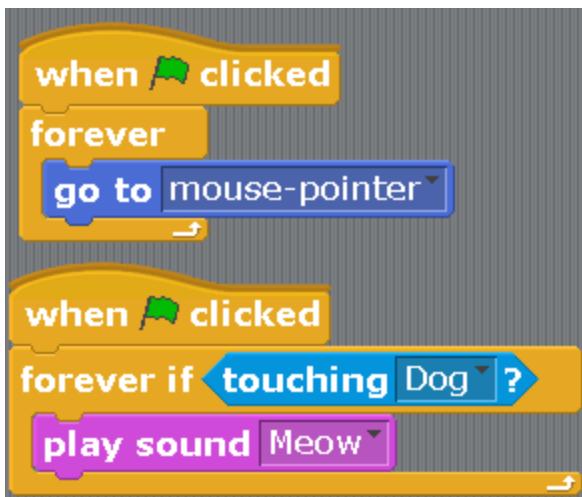 when clicked
forever
go to mouse-pointer
when clicked
forever if touching Dog ?
play sound Meow